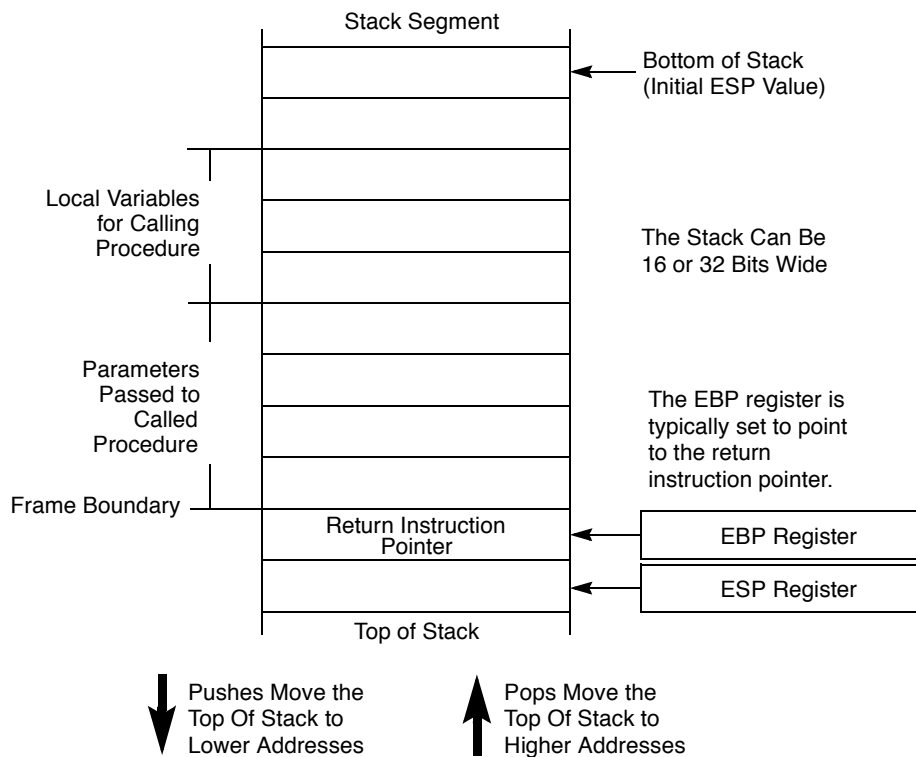 Stack Segment
Bottom of Stack
(Initial ESP Value)
Local Variables
for Calling
Procedure
The Stack Can Be
16 or 32 Bits Wide
Parameters
Passed to
Called
Procedure
The EBP register is
typically set to point
to the return
instruction pointer.
Frame Boundary
Return Instruction
Pointer
EBP Register
ESP Register
Top of Stack
Pushes Move the
Top Of Stack to
Lower Addresses
Pops Move the
Top Of Stack to
Higher Addresses